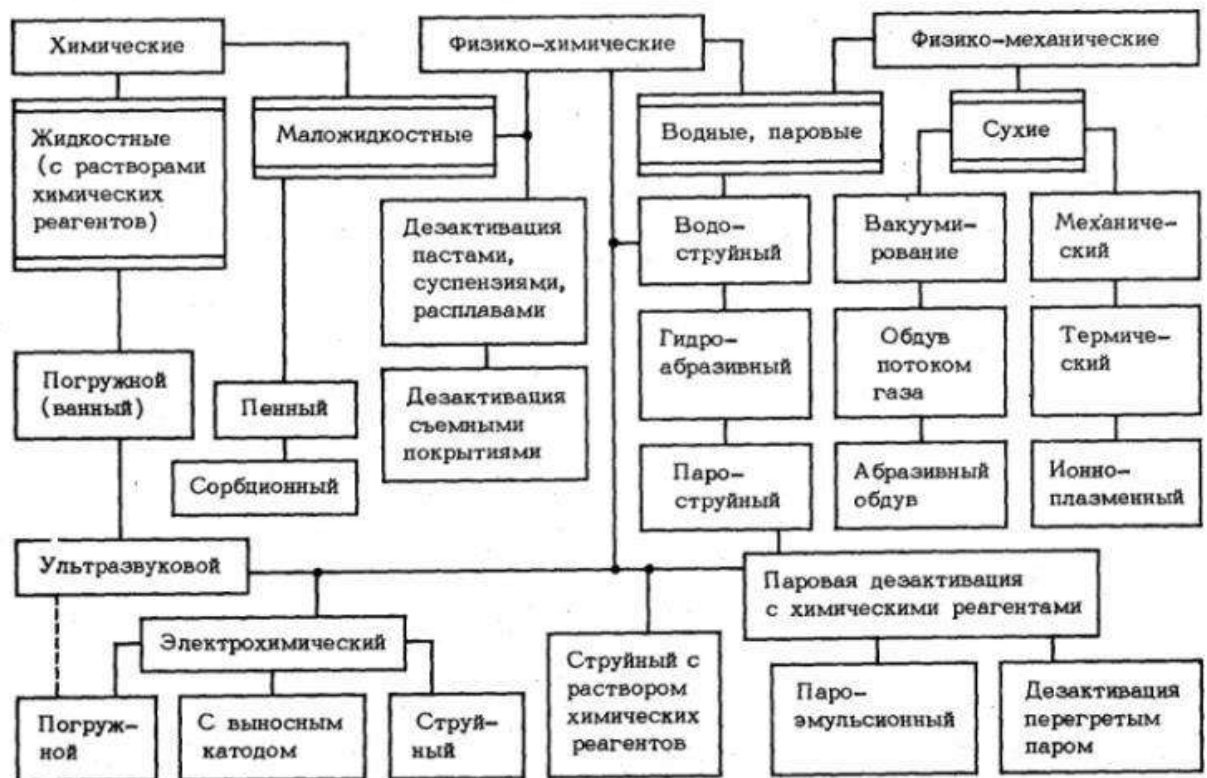 Химические
Физико-химические
Физико-механические
Жидкостные
(с растворами
химических
реагентов)
Маложидкостные
Водные, паровые
Сухие
Дезактивация
пастами,
суспензиями,
расплавами
Водо-
струйный
Вакууми-
рование
Механи-
ческий
Гидро-
абразивный
Обдув
потоком
газа
Термиче-
ский
Погружной
(ванный)
Пенный
Дезактивация
съемными
покрытиями
Сорбционный
Паро-
струйный
Абразивный
обдув
Ионно-
плазменный
Ультразвуковой
Паровая дезактивация
с химическими реагентами
Электрохимический
Струйный с
раствором
химических
реагентов
Паро-
эмульсионный
Дезактивация
перегретым
паром
Погруж-
ной
С выносным
катодом
Струй-
ный